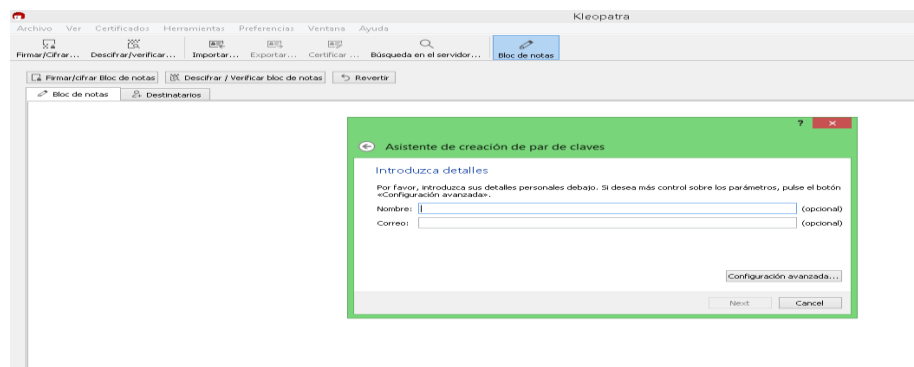 Kleopatra
Archivo Ver Certificados Herramientas Preferencias Ventana Ayuda
Firmar/Cifrar... Descifrar/verificar... Importar... Exportar... Certificar ... Búsqueda en el servidor... Bloc de notas
Firmar/cifrar Bloc de notas Descifrar / Verificar bloc de notas Revertir
Bloc de notas Destinatarios
Asistente de creación de par de claves
Introduzca detalles
Por favor, introduzca sus detalles personales debajo. Si desea más control sobre los parámetros, pulse el botón
«Configuración avanzada».
Nombre: (opcional)
Correo: (opcional)
Configuración avanzada...
Next Cancel